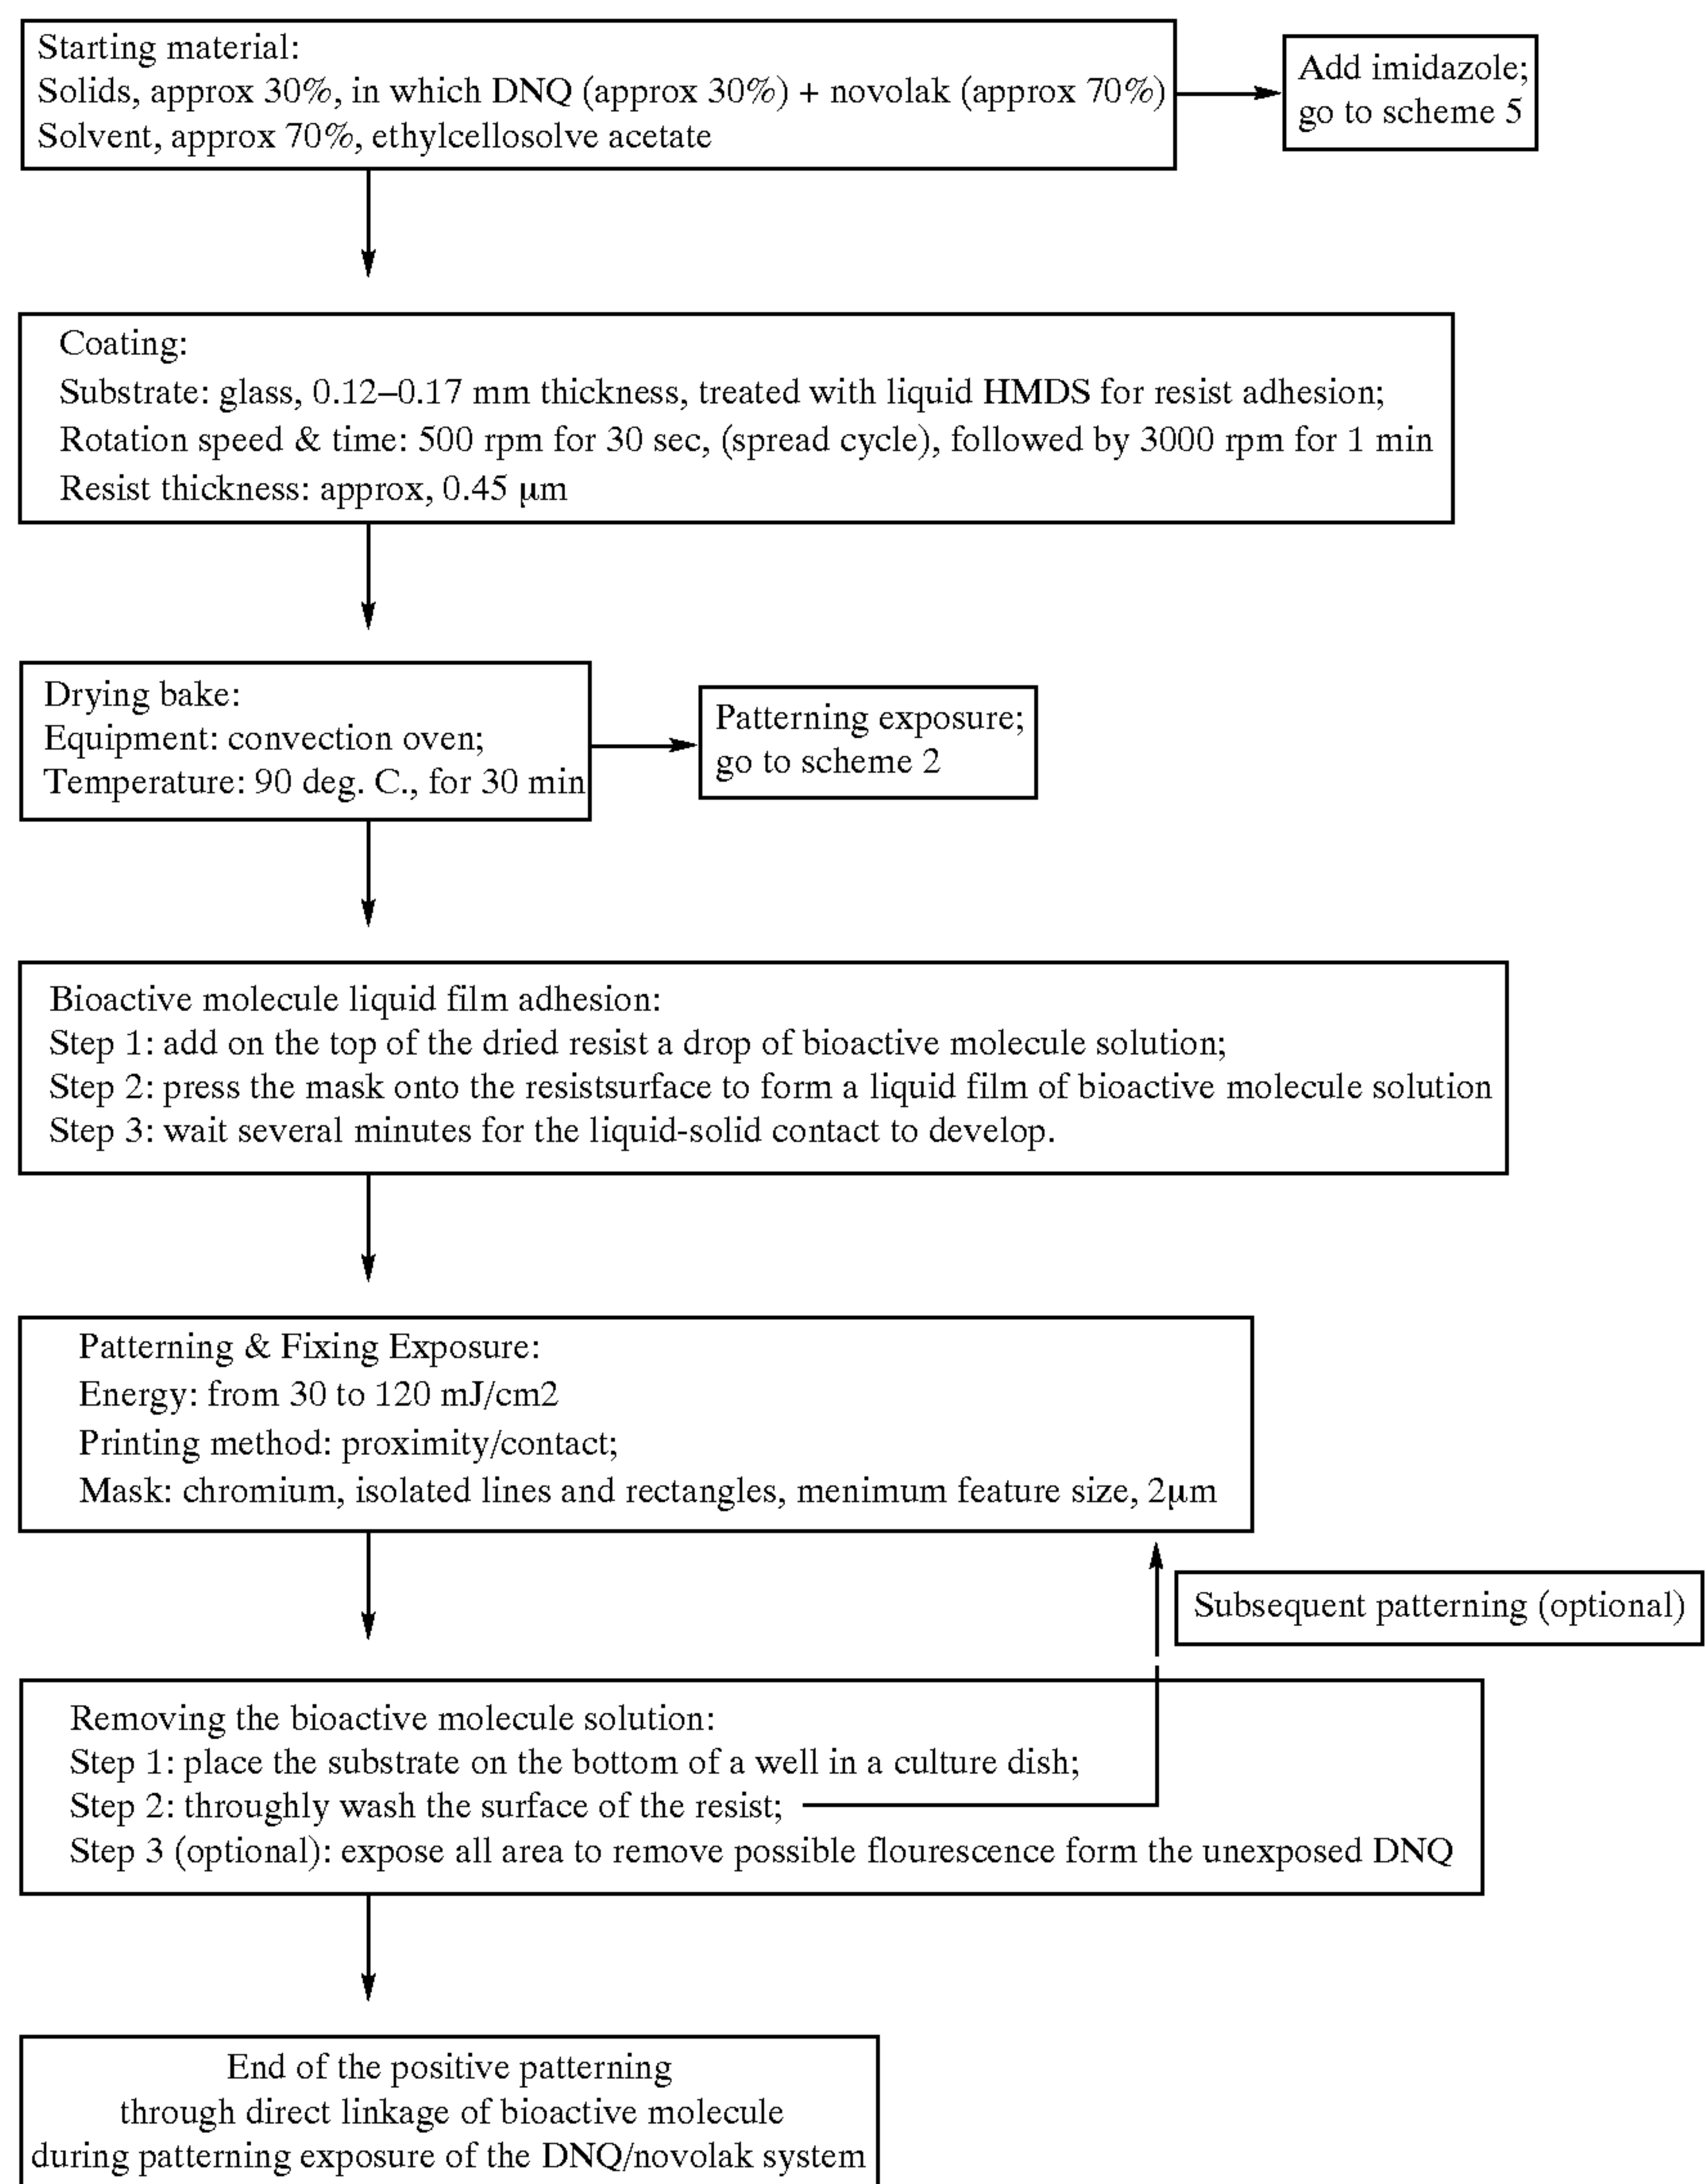 Starting material:
Solids, approx 30%, in which DNQ (approx 30%) + novolak (approx 70%)
Solvent, approx 70%, ethylcellosolve acetate
Add imidazole;
go to scheme 5
Coating:
Substrate: glass, 0.12–0.17 mm thickness, treated with liquid HMDS for resist adhesion;
Rotation speed & time: 500 rpm for 30 sec, (spread cycle), followed by 3000 rpm for 1 min
Resist thickness: approx, 0.45 μm
Drying bake:
Equipment: convection oven;
Temperature: 90 deg. C., for 30 min
Patterning exposure;
go to scheme 2
Bioactive molecule liquid film adhesion:
Step 1: add on the top of the dried resist a drop of bioactive molecule solution;
Step 2: press the mask onto the resistsurface to form a liquid film of bioactive molecule solution
Step 3: wait several minutes for the liquid-solid contact to develop.
Patterning & Fixing Exposure:
Energy: from 30 to 120 mJ/cm2
Printing method: proximity/contact;
Mask: chromium, isolated lines and rectangles, menimum feature size, 2μm
Subsequent patterning (optional)
Removing the bioactive molecule solution:
Step 1: place the substrate on the bottom of a well in a culture dish;
Step 2: throughly wash the surface of the resist;
Step 3 (optional): expose all area to remove possible flourescence form the unexposed DNQ
End of the positive patterning
through direct linkage of bioactive molecule
during patterning exposure of the DNQ/novolak system